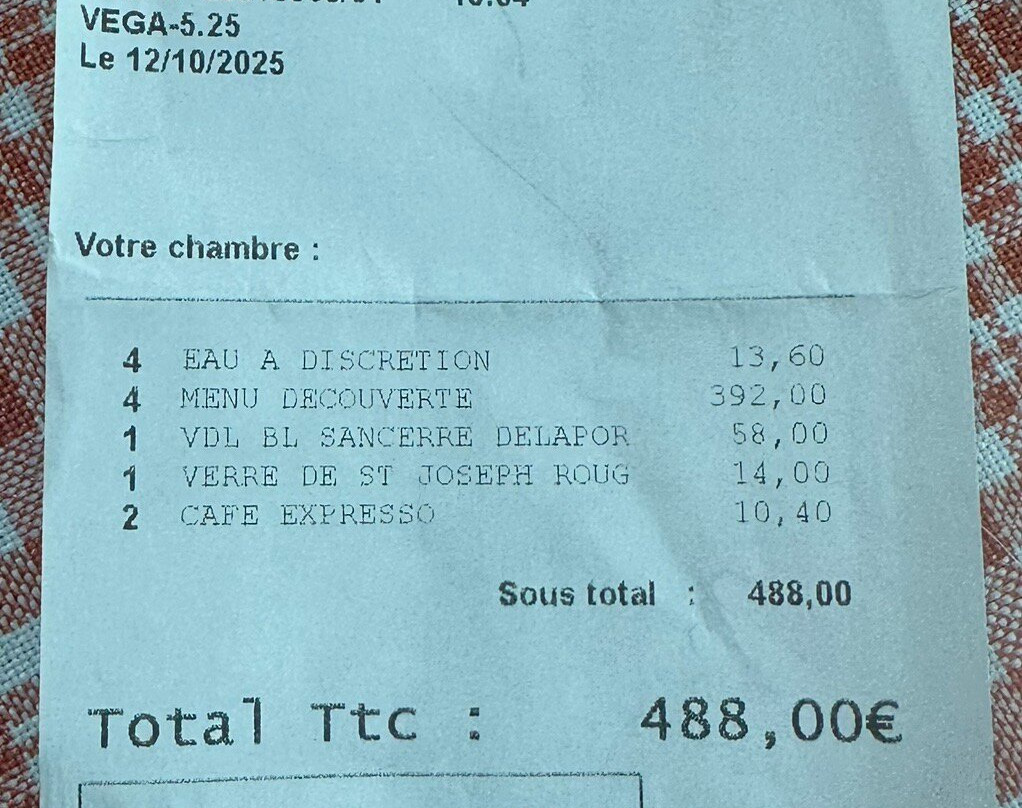 VEGA-5.25
Le 12/10/2025
Votre chambre :
4 EAU A DISCRETION 13,60
4 MENU DECOUVERTE 392,00
1 VDL BL SANCERRE DELAPOR 58,00
1 VERRE DE ST JOSEPH ROUG 14,00
2 CAFE EXPRESSO 10,40
Sous total : 488,00
Total Ttc : 488,00€